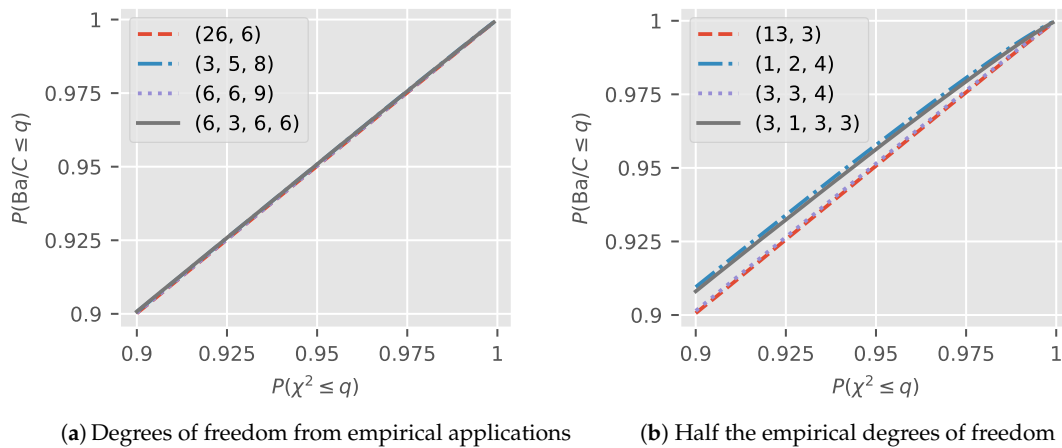 1
0.975
0.95
0.925
0.9
P(Ba/C ≤ q)
(26, 6)
(3, 5, 8)
(6, 6, 9)
(6, 3, 6, 6)
0.9 0.925 0.95 0.975 1
P(χ² ≤ q)
(a) Degrees of freedom from empirical applications
1
0.975
0.95
0.925
0.9
P(Ba/C ≤ q)
(13, 3)
(1, 2, 4)
(3, 3, 4)
(3, 1, 3, 3)
0.9 0.925 0.95 0.975 1
P(χ² ≤ q)
(b) Half the empirical degrees of freedom